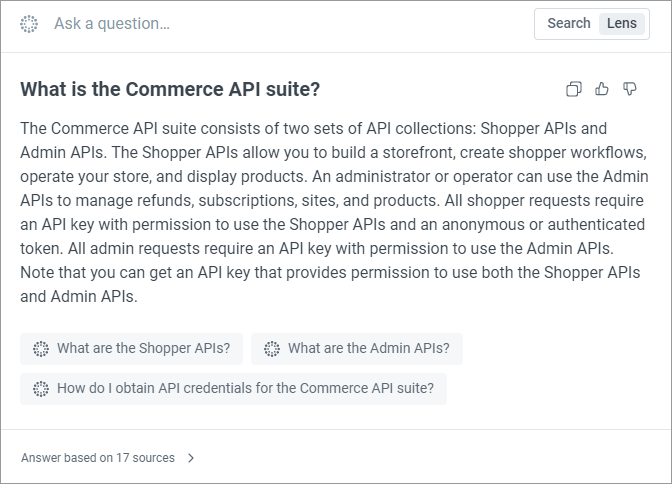 Ask a question...
Search Lens
What is the Commerce API suite?
The Commerce API suite consists of two sets of API collections: Shopper APIs and
Admin APIs. The Shopper APIs allow you to build a storefront, create shopper workflows,
operate your store, and display products. An administrator or operator can use the Admin
APIs to manage refunds, subscriptions, sites, and products. All shopper requests require
an API key with permission to use the Shopper APIs and an anonymous or authenticated
token. All admin requests require an API key with permission to use the Admin APIs.
Note that you can get an API key that provides permission to use both the Shopper APIs
and Admin APIs.
What are the Shopper APIs? What are the Admin APIs?
How do I obtain API credentials for the Commerce API suite?
Answer based on 17 sources